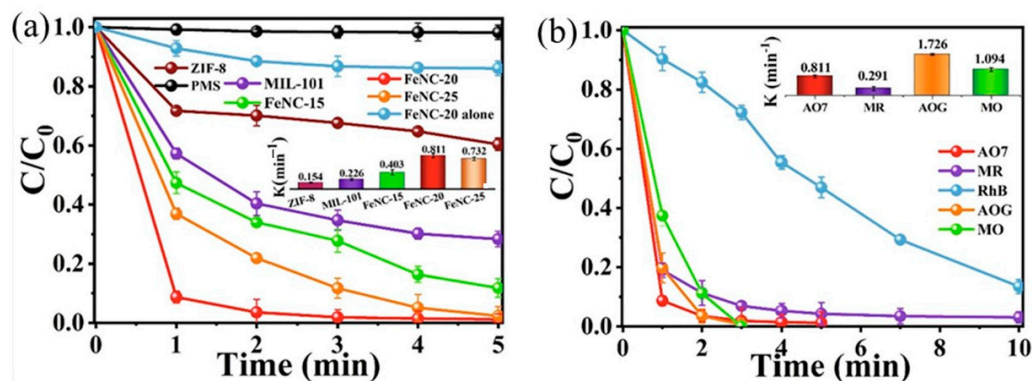 (a)
C/C0
1.0
0.8
0.6
0.4
0.2
0.0
ZIF-8
PMS
MIL-101
FeNC-15
FeNC-20
FeNC-25
FeNC-20 alone
K(min⁻¹)
0.154
0.226
0.403
0.811
0.732
ZIF-8
MIL-101
FeNC-15
FeNC-20
FeNC-25
0 1 2 3 4 5
Time (min)
(b)
C/C0
1.0
0.8
0.6
0.4
0.2
0.0
K (min⁻¹)
0.811
0.291
1.726
1.094
AO7 MR AOG MO
AO7
MR
RhB
AOG
MO
0 2 4 6 8 10
Time (min)